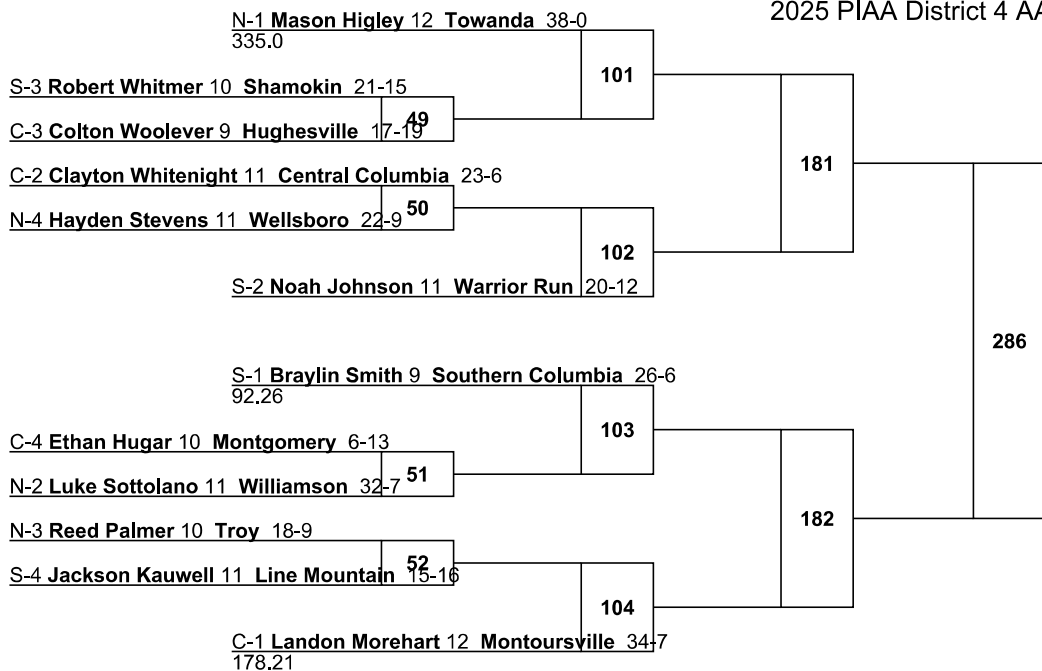 2025 PIAA District 4 AA
N-1 Mason Higley 12 Towanda 38-0
335.0
101
S-3 Robert Whitmer 10 Shamokin 21-15
49
C-3 Colton Woolever 9 Hughesville 17-19
C-2 Clayton Whitenight 11 Central Columbia 23-6
181
50
N-4 Hayden Stevens 11 Wellsboro 22-9
102
S-2 Noah Johnson 11 Warrior Run 20-12
286
S-1 Braylin Smith 9 Southern Columbia 26-6
92.26
103
C-4 Ethan Hugar 10 Montgomery 6-13
51
N-2 Luke Sottolano 11 Williamson 32-7
182
N-3 Reed Palmer 10 Troy 18-9
52
S-4 Jackson Kauwell 11 Line Mountain 15-16
104
C-1 Landon Morehart 12 Montoursville 34-7
178.21